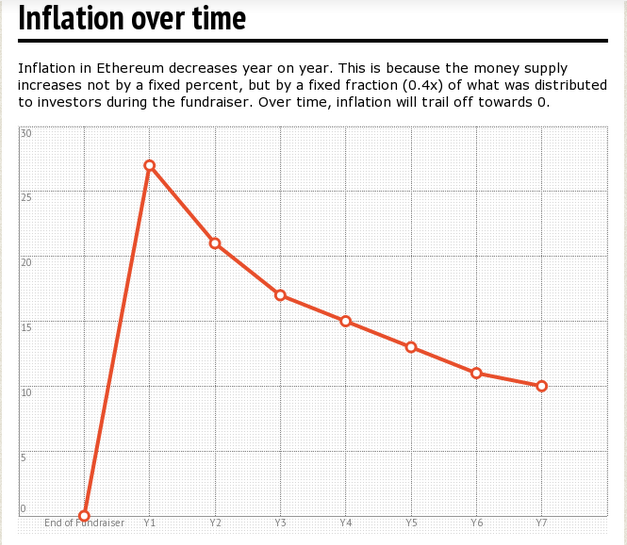 Inflation over time
Inflation in Ethereum decreases year on year. This is because the money supply
increases not by a fixed percent, but by a fixed fraction (0.4x) of what was distributed
to investors during the fundraiser. Over time, inflation will trail off towards 0.
30
25
20
15
10
5
0
End of Fundraiser Y1 Y2 Y3 Y4 Y5 Y6 Y7